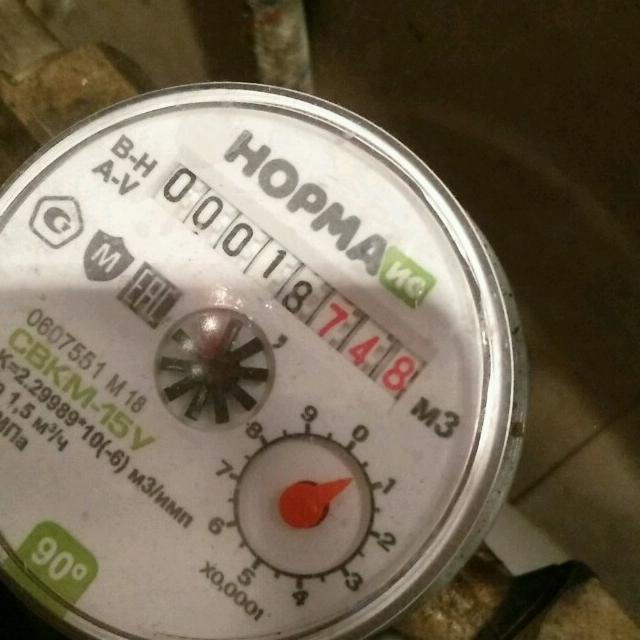 НОРМА ис
В-Н
А-V
00018748
,
м3
0607551 М 18
СВКМ-15У
К=2.29989*10(-6) м3/имп
1,5 м³/ч
МПа
0
1
2
3
4
5
6
7
8
9
x0.0001
90°